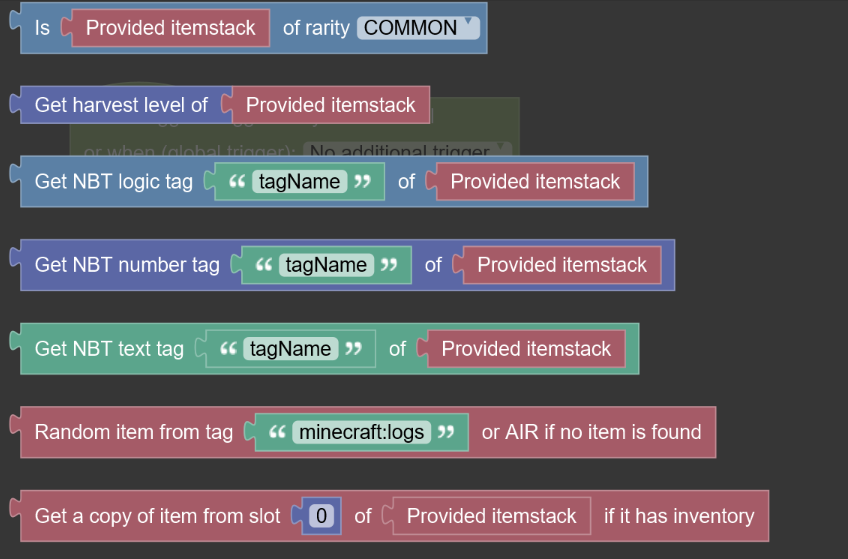 Is Provided itemstack of rarity COMMON
Get harvest level of Provided itemstack
or when (global trigger): No additional trigger
Get NBT logic tag “ tagName ” of Provided itemstack
Get NBT number tag “ tagName ” of Provided itemstack
Get NBT text tag “ tagName ” of Provided itemstack
Random item from tag “ minecraft:logs ” or AIR if no item is found
Get a copy of item from slot 0 of Provided itemstack if it has inventory